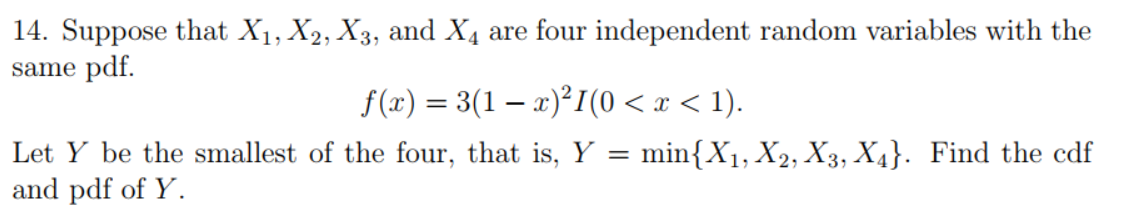 14. Suppose that X₁, X₂, X₃, and X₄ are four independent random variables with the
same pdf.
f(x) = 3(1 − x)²I(0 < x < 1).
Let Y be the smallest of the four, that is, Y = min{X₁, X₂, X₃, X₄}. Find the cdf
and pdf of Y.